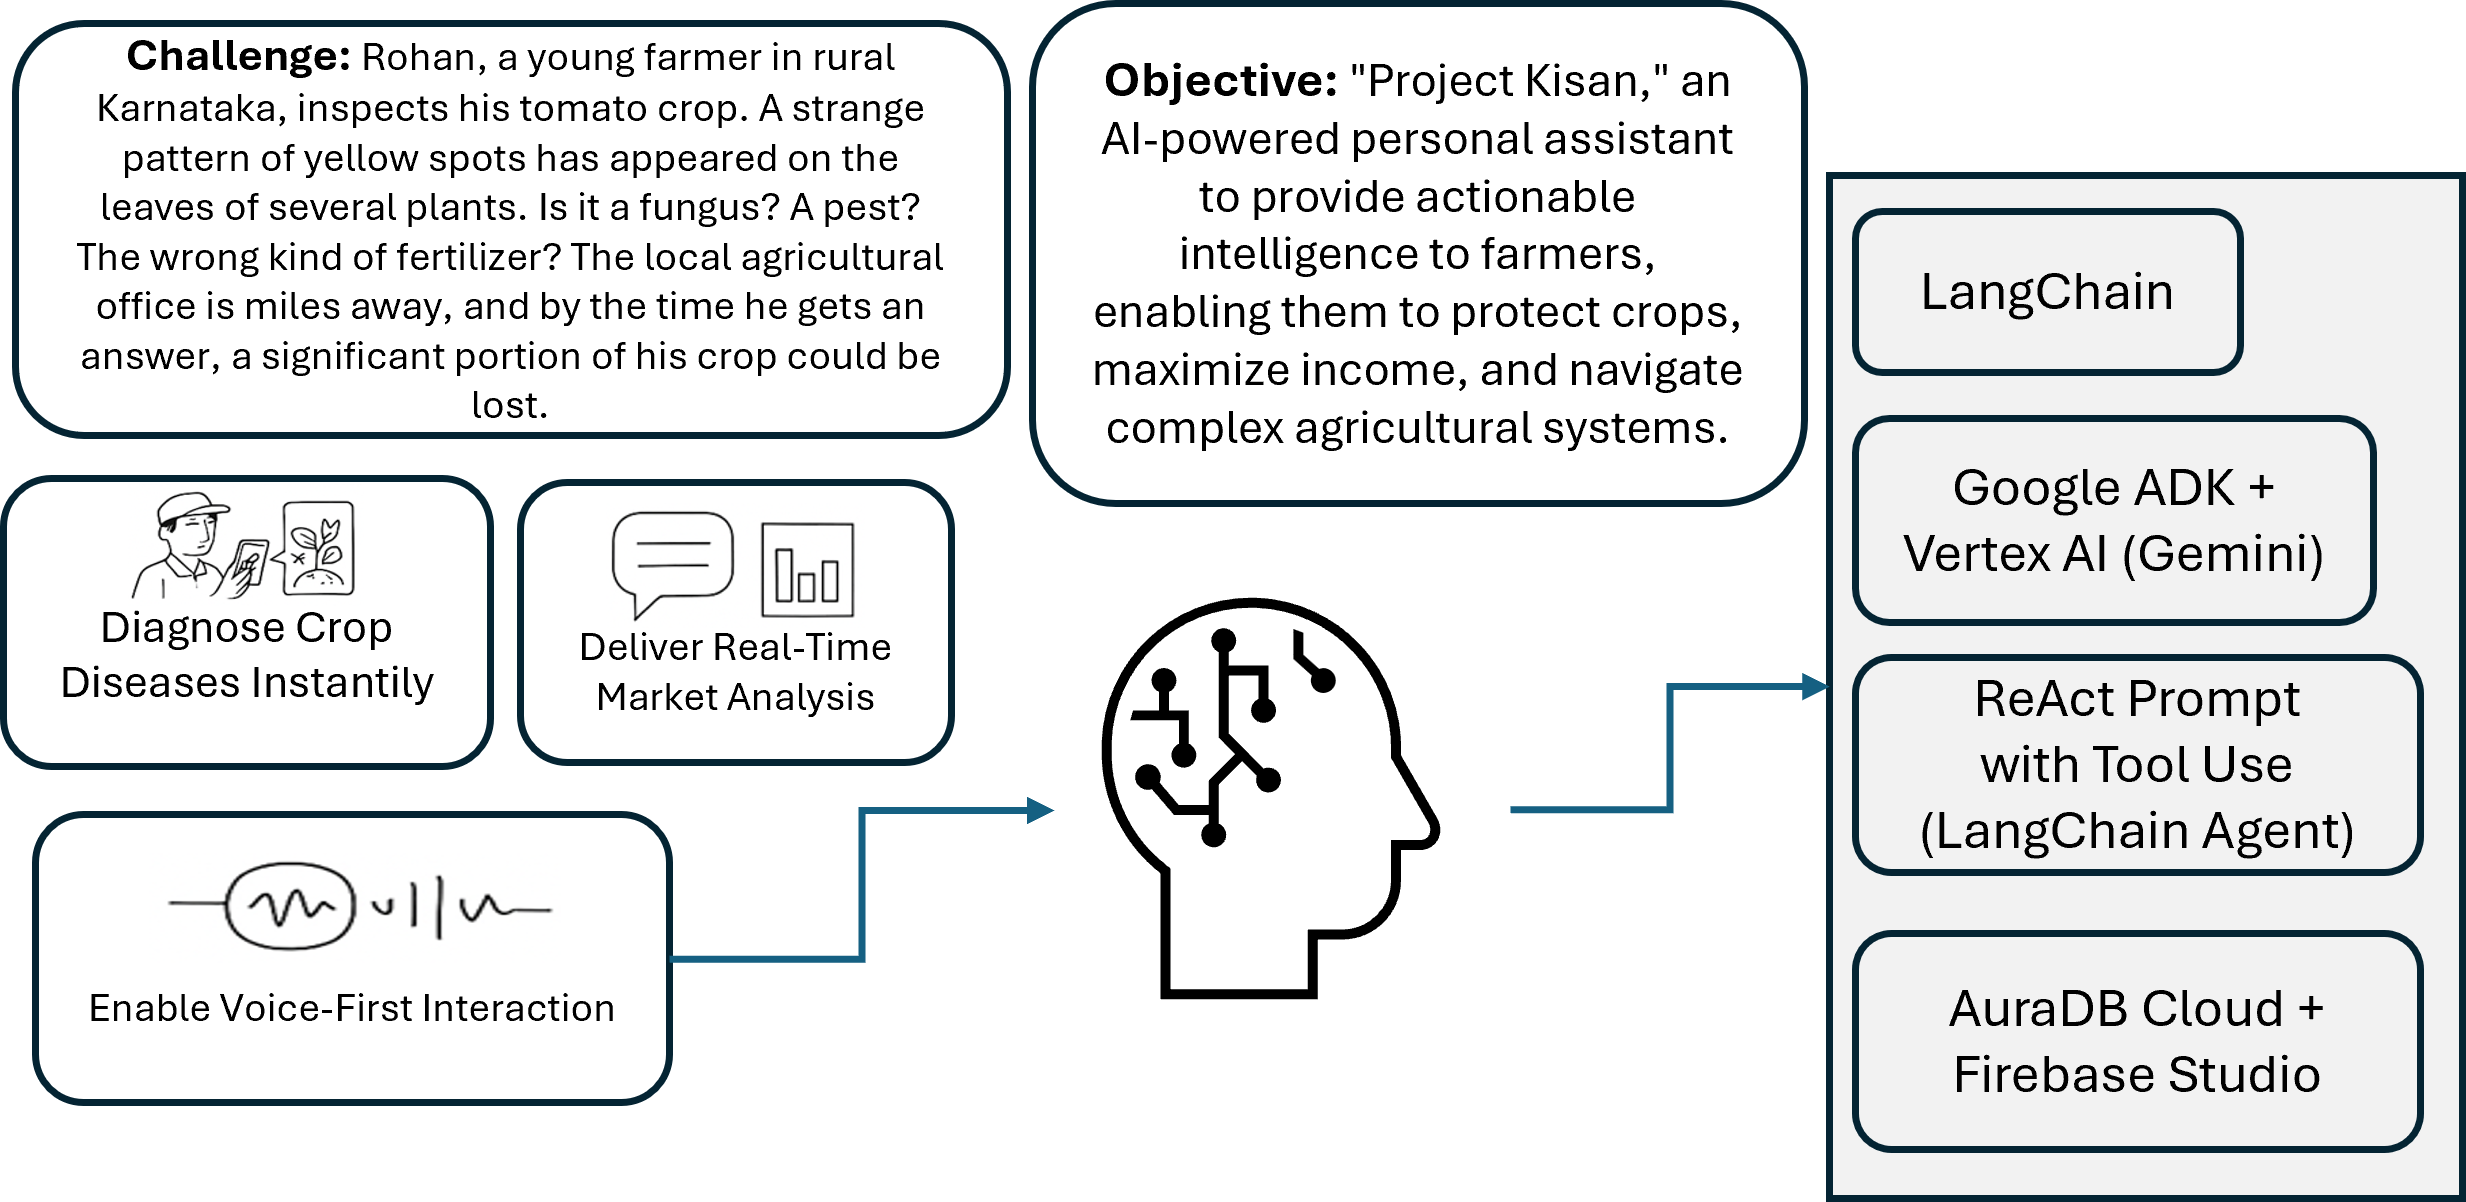 Challenge: Rohan, a young farmer in rural
Karnataka, inspects his tomato crop. A strange
pattern of yellow spots has appeared on the
leaves of several plants. Is it a fungus? A pest?
The wrong kind of fertilizer? The local agricultural
office is miles away, and by the time he gets an
answer, a significant portion of his crop could be
lost.
Objective: "Project Kisan," an
AI-powered personal assistant
to provide actionable
intelligence to farmers,
enabling them to protect crops,
maximize income, and navigate
complex agricultural systems.
Diagnose Crop
Diseases Instantily
Deliver Real-Time
Market Analysis
Enable Voice-First Interaction
LangChain
Google ADK +
Vertex AI (Gemini)
ReAct Prompt
with Tool Use
(LangChain Agent)
AuraDB Cloud +
Firebase Studio